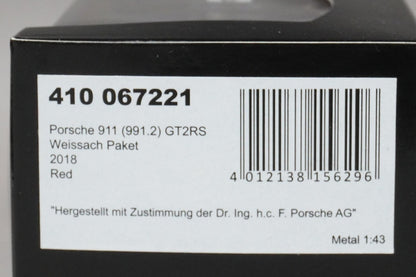 410 067221
Porsche 911 (991.2) GT2RS
Weissach Paket
2018
Red
4 012138 156296
"Hergestellt mit Zustimmung der Dr. Ing. h.c. F. Porsche AG"
Metal 1:43